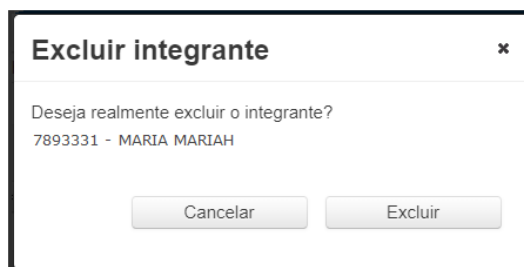 Excluir integrante
Deseja realmente excluir o integrante?
7893331 - MARIA MARIAH
Cancelar
Excluir